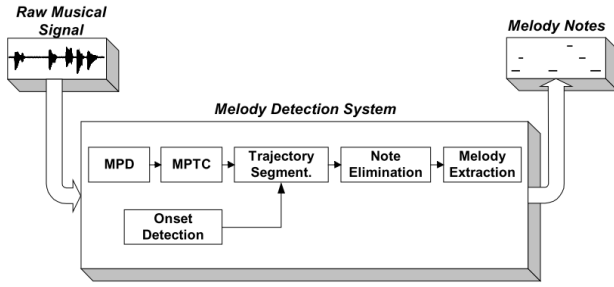 Raw Musical
Signal
Melody Notes
Melody Detection System
MPD
MPTC
Trajectory
Segment.
Note
Elimination
Melody
Extraction
Onset
Detection